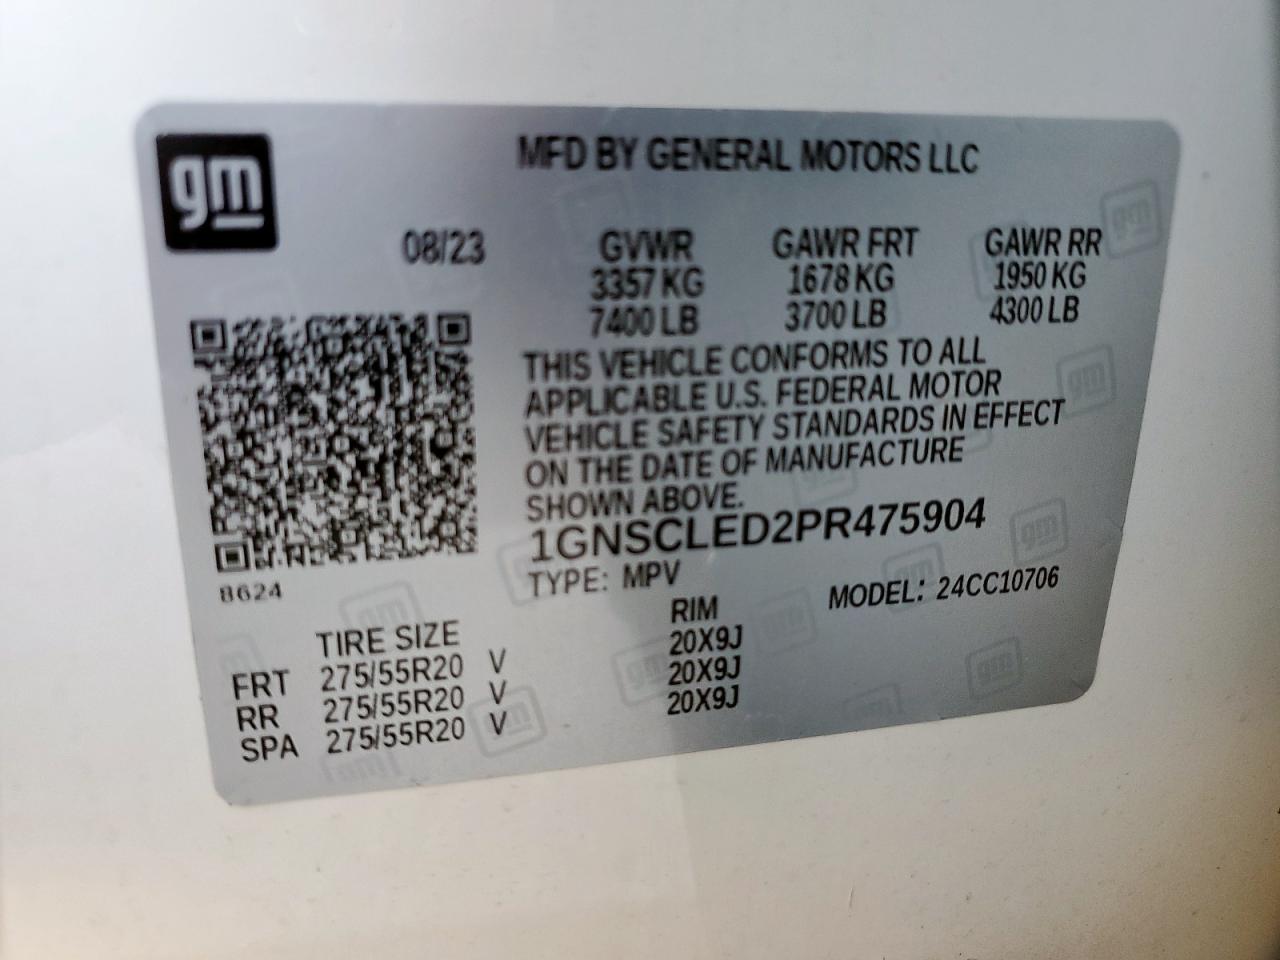 gm
MFD BY GENERAL MOTORS LLC
08/23
GVWR GAWR FRT GAWR RR
3357 KG 1678 KG 1950 KG
7400 LB 3700 LB 4300 LB
THIS VEHICLE CONFORMS TO ALL
APPLICABLE U.S. FEDERAL MOTOR
VEHICLE SAFETY STANDARDS IN EFFECT
ON THE DATE OF MANUFACTURE
SHOWN ABOVE.
1GNSCLED2PR475904
8624
TYPE: MPV MODEL: 24CC10706
TIRE SIZE RIM
FRT 275/55R20 V 20X9J
RR 275/55R20 V 20X9J
SPA 275/55R20 V 20X9J